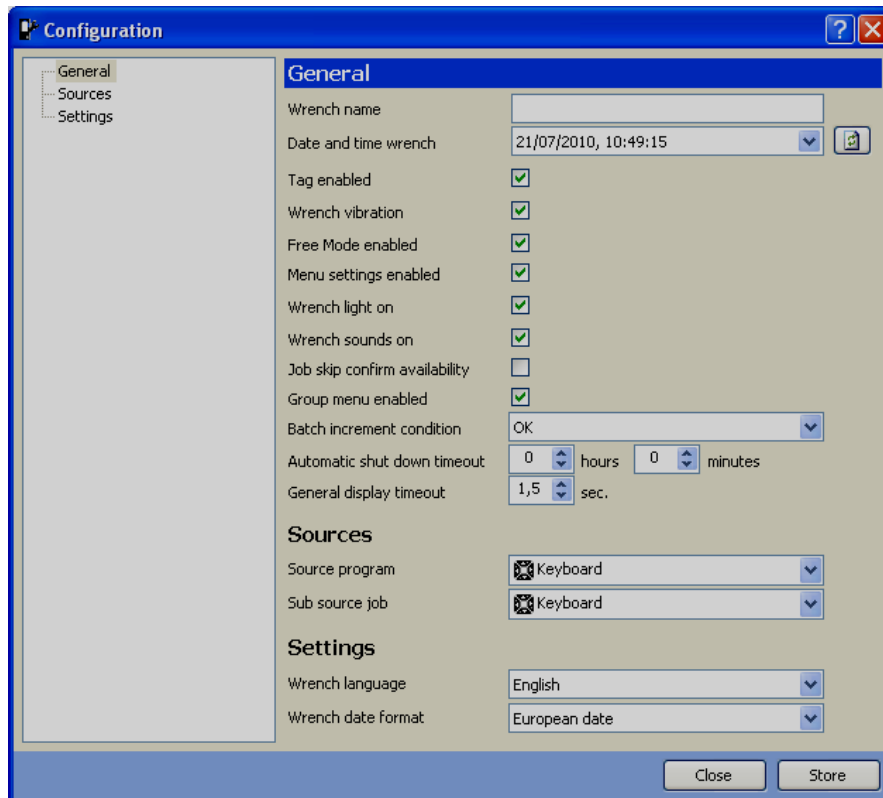 Configuration
General
Sources
Settings
General
Wrench name
Date and time wrench 21/07/2010, 10:49:15
Tag enabled
Wrench vibration
Free Mode enabled
Menu settings enabled
Wrench light on
Wrench sounds on
Job skip confirm availability
Group menu enabled
Batch increment condition OK
Automatic shut down timeout 0 hours 0 minutes
General display timeout 1,5 sec.
Sources
Source program Keyboard
Sub source job Keyboard
Settings
Wrench language English
Wrench date format European date
Close Store